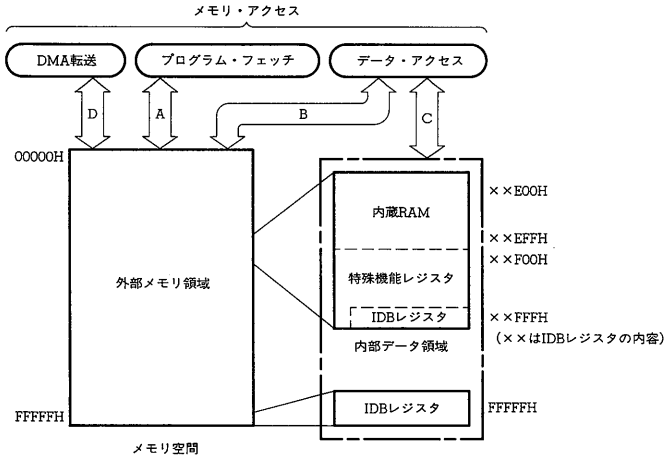 メモリ・アクセス
DMA転送
プログラム・フェッチ
データ・アクセス
D
A
B
C
00000H
××E00H
内蔵RAM
××EFFH
××F00H
特殊機能レジスタ
外部メモリ領域
IDBレジスタ
××FFFH
(××はIDBレジスタの内容)
内部データ領域
IDBレジスタ
FFFFFH
FFFFFH
メモリ空間